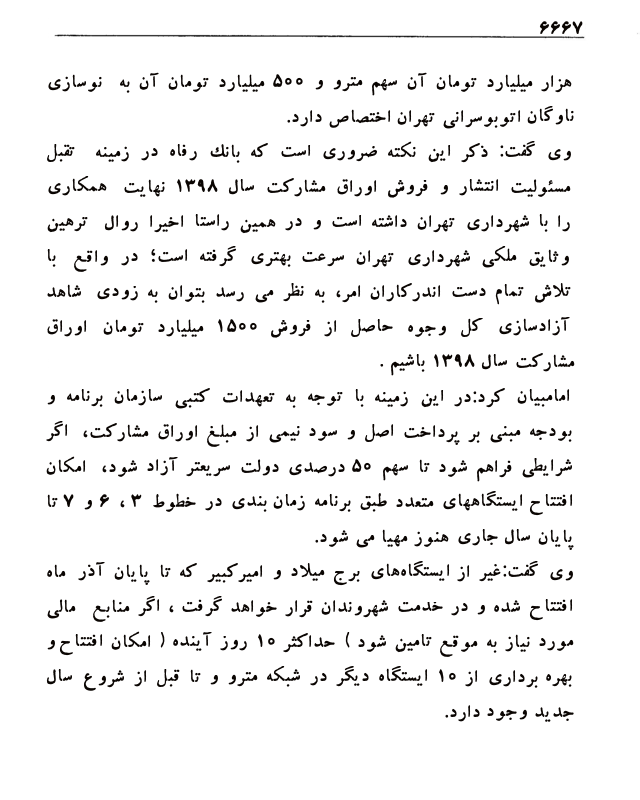 ۶۶۶۷
هزار میلیارد تومان آن سهم مترو و ۵۰۰ میلیارد تومان آن به نوسازی
ناوگان اتوبوسرانی تهران اختصاص دارد.
وی گفت: ذکر این نکته ضروری است که بانك رفاه در زمینه تقبل
مسئولیت انتشار و فروش اوراق مشارکت سال ۱۳۹۸ نهایت همکاری
را با شهرداری تهران داشته است و در همین راستا اخیرا روال ترهین
وثایق ملکی شهرداری تهران سرعت بهتری گرفته است؛ در واقع با
تلاش تمام دست اندرکاران امر، به نظر می رسد بتوان به زودی شاهد
آزادسازی کل وجوه حاصل از فروش ۱۵۰۰ میلیارد تومان اوراق
مشارکت سال ۱۳۹۸ باشیم .
امامبیان کرد:در این زمینه با توجه به تعهدات کتبی سازمان برنامه و
بودجه مبنی بر پرداخت اصل و سود نیمی از مبلغ اوراق مشارکت، اگر
شرایطی فراهم شود تا سهم ۵۰ درصدی دولت سریعتر آزاد شود، امکان
افتتاح ایستگاههای متعدد طبق برنامه زمان بندی در خطوط ۳ ، ۶ و ۷ تا
پایان سال جاری هنوز مهیا می شود.
وی گفت:غیر از ایستگاه‌های برج میلاد و امیرکبیر که تا پایان آذر ماه
افتتاح شده و در خدمت شهروندان قرار خواهد گرفت ، اگر منابع مالی
مورد نیاز به موقع تامین شود ) حداکثر ۱۰ روز آینده ( امکان افتتاح و
بهره برداری از ۱۰ ایستگاه دیگر در شبکه مترو و تا قبل از شروع سال
جدید وجود دارد.